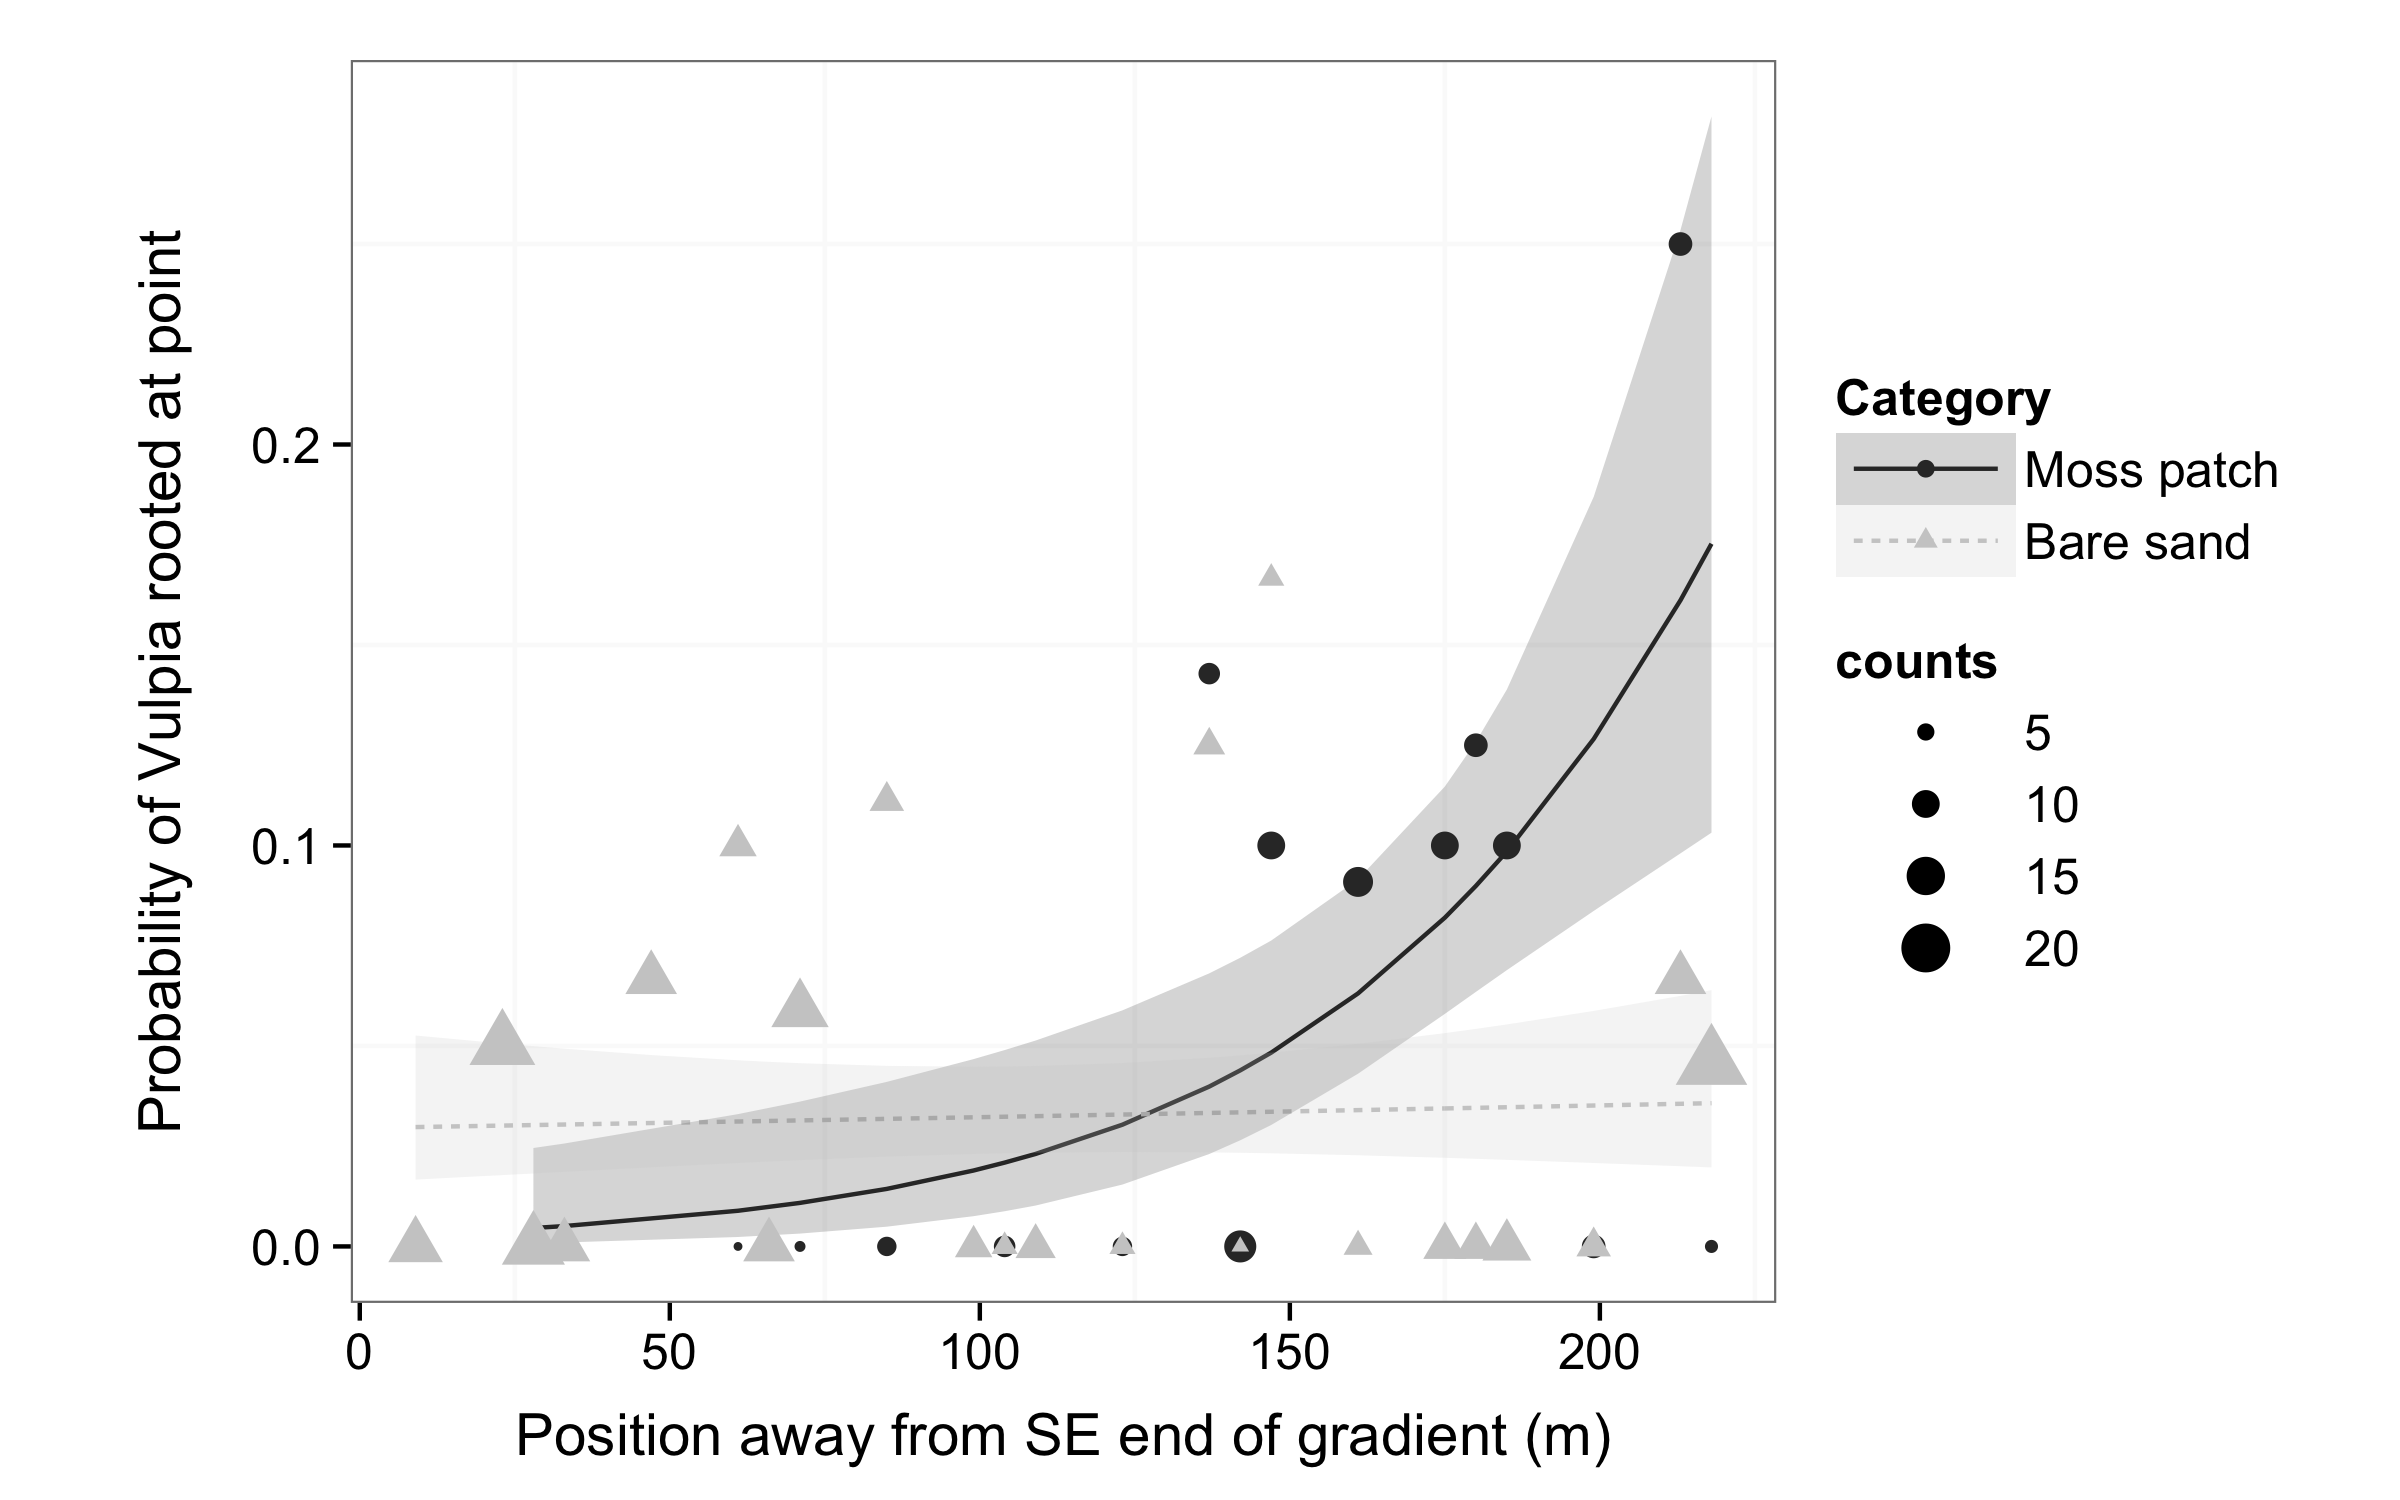 Probability of Vulpia rooted at point
0.2
0.1
0.0
0 50 100 150 200
Position away from SE end of gradient (m)
Category
Moss patch
Bare sand
counts
5
10
15
20